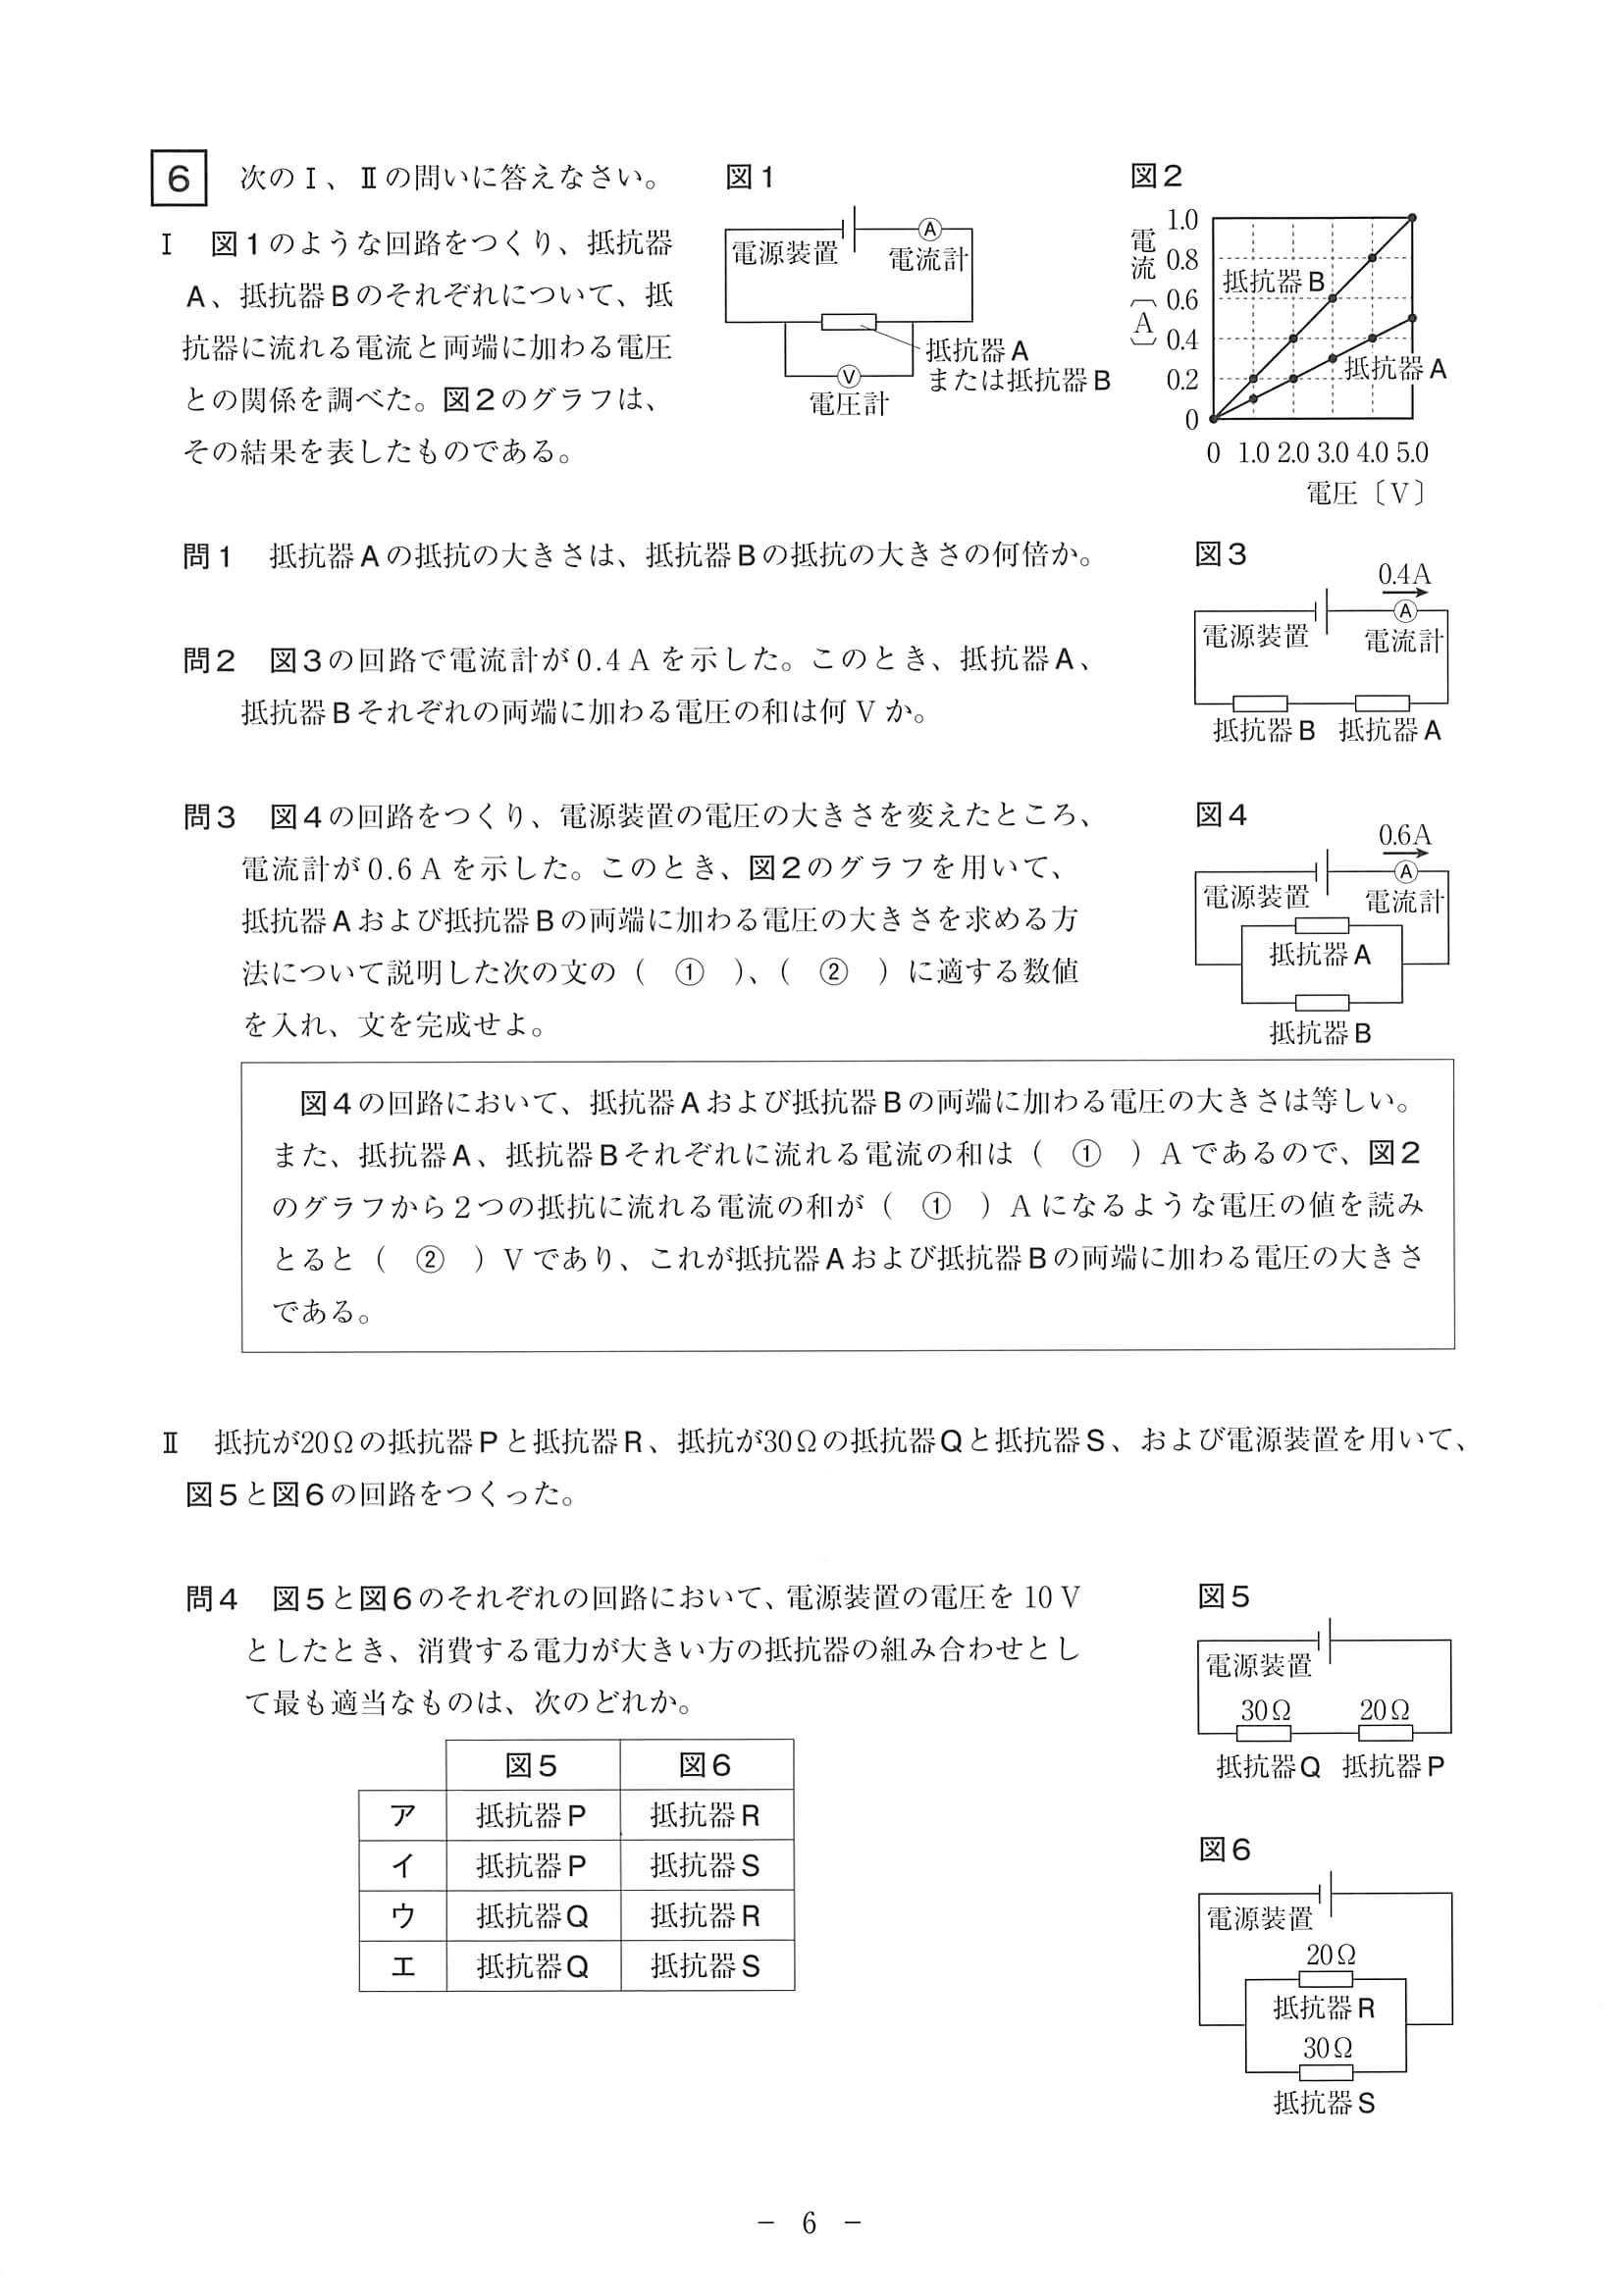 6 次のⅠ、Ⅱの問いに答えなさい。
Ⅰ 図1のような回路をつくり、抵抗器
A、抵抗器Bのそれぞれについて、抵
抗器に流れる電流と両端に加わる電圧
との関係を調べた。図2のグラフは、
その結果を表したものである。
図1
電源装置
A
電流計
抵抗器A
または抵抗器B
V
電圧計
図2
電流〔A〕
1.0
0.8
0.6
0.4
0.2
0
抵抗器B
抵抗器A
0 1.0 2.0 3.0 4.0 5.0
電圧〔V〕
問1 抵抗器Aの抵抗の大きさは、抵抗器Bの抵抗の大きさの何倍か。
問2 図3の回路で電流計が0.4Aを示した。このとき、抵抗器A、
抵抗器Bそれぞれの両端に加わる電圧の和は何Vか。
図3
0.4A
A
電源装置 電流計
抵抗器B 抵抗器A
問3 図4の回路をつくり、電源装置の電圧の大きさを変えたところ、
電流計が0.6Aを示した。このとき、図2のグラフを用いて、
抵抗器Aおよび抵抗器Bの両端に加わる電圧の大きさを求める方
法について説明した次の文の( ① )、( ② )に適する数値
を入れ、文を完成せよ。
図4
0.6A
A
電源装置 電流計
抵抗器A
抵抗器B
図4の回路において、抵抗器Aおよび抵抗器Bの両端に加わる電圧の大きさは等しい。
また、抵抗器A、抵抗器Bそれぞれに流れる電流の和は( ① )Aであるので、図2
のグラフから2つの抵抗に流れる電流の和が( ① )Aになるような電圧の値を読み
とると( ② )Vであり、これが抵抗器Aおよび抵抗器Bの両端に加わる電圧の大きさ
である。
Ⅱ 抵抗が20Ωの抵抗器Pと抵抗器R、抵抗が30Ωの抵抗器Qと抵抗器S、および電源装置を用いて、
図5と図6の回路をつくった。
問4 図5と図6のそれぞれの回路において、電源装置の電圧を10V
としたとき、消費する電力が大きい方の抵抗器の組み合わせとし
て最も適当なものは、次のどれか。
図5 図6
ア 抵抗器P 抵抗器R
イ 抵抗器P 抵抗器S
ウ 抵抗器Q 抵抗器R
エ 抵抗器Q 抵抗器S
図5
電源装置
30Ω 20Ω
抵抗器Q 抵抗器P
図6
電源装置
20Ω
抵抗器R
30Ω
抵抗器S
− 6 −